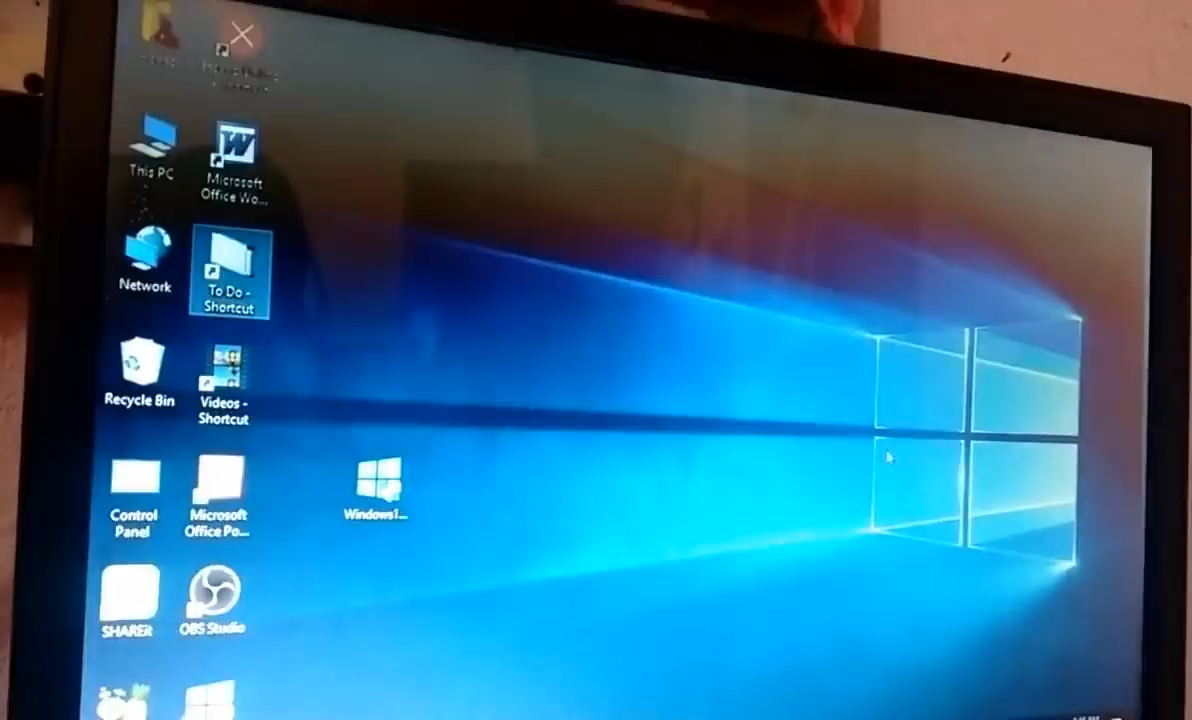 This PC
Microsoft
Office Wo...
Network
To Do -
Shortcut
Recycle Bin
Videos -
Shortcut
Control
Panel
Microsoft
Office Po...
Windows1...
SHAREit
OBS Studio